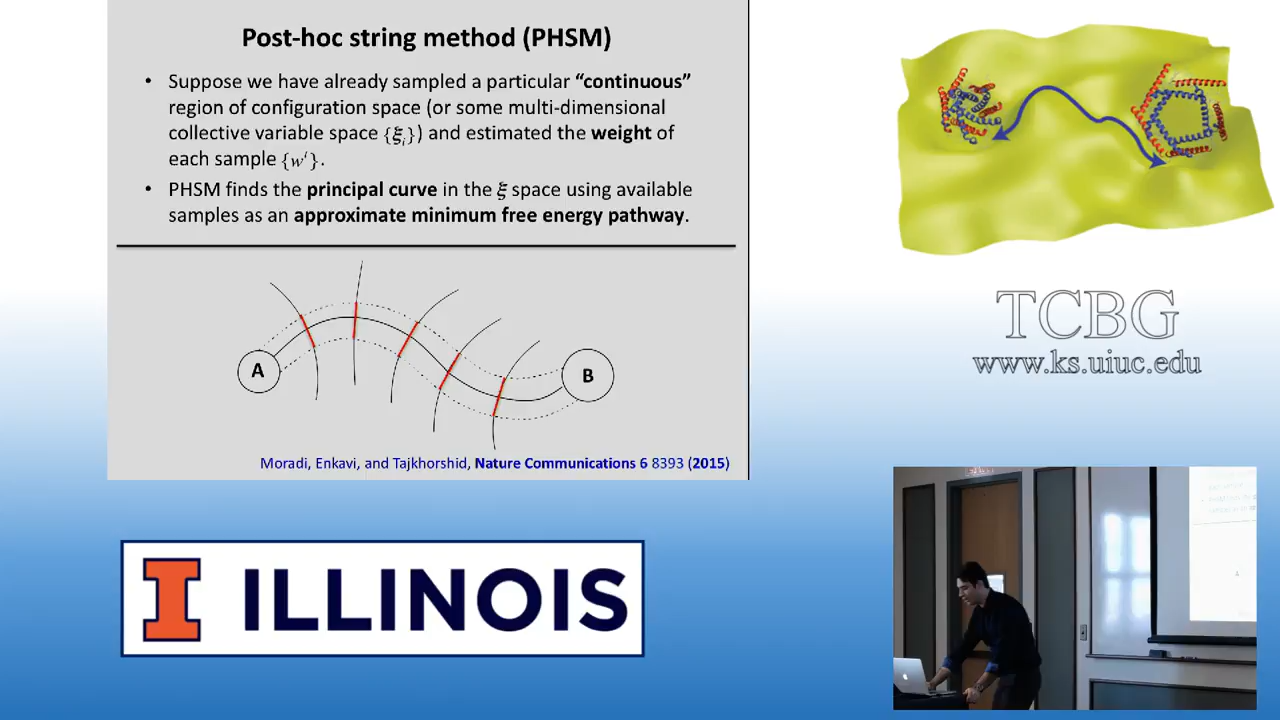 Post-hoc string method (PHSM)
• Suppose we have already sampled a particular “continuous”
region of configuration space (or some multi-dimensional
collective variable space {ξᵢ}) and estimated the weight of
each sample {wⁱ}.
• PHSM finds the principal curve in the ξ space using available
samples as an approximate minimum free energy pathway.
A
B
Moradi, Enkavi, and Tajkhorshid, Nature Communications 6 8393 (2015)
TCBG
www.ks.uiuc.edu
I ILLINOIS